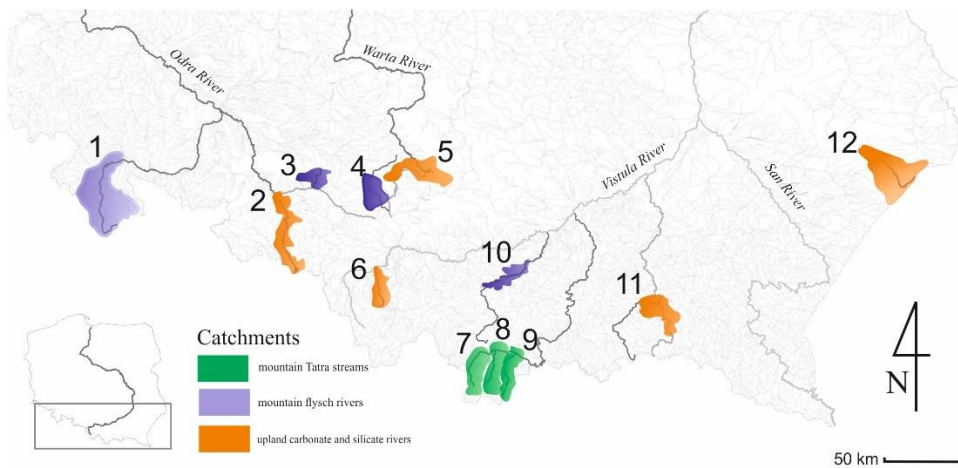 Odra River
Warta River
1
2
3
4
5
12
Vistula River
San River
10
6
11
7
8
9
Catchments
mountain Tatra streams
mountain flysch rivers
upland carbonate and silicate rivers
N
50 km